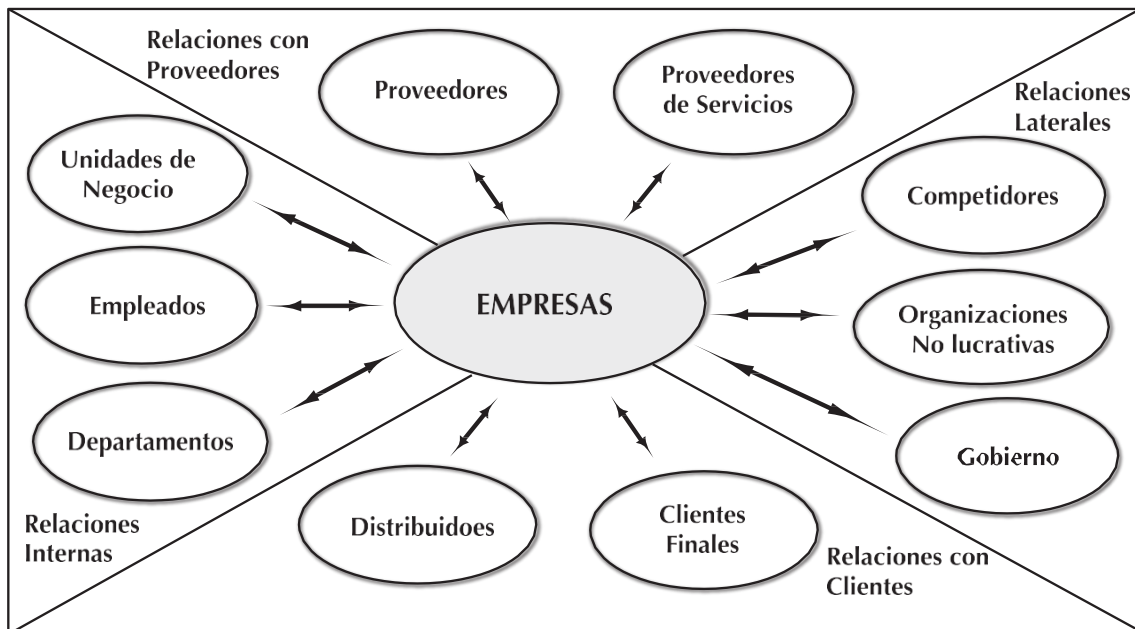 Relaciones con
Proveedores
Proveedores
Proveedores
de Servicios
Relaciones
Laterales
Unidades de
Negocio
Competidores
Empleados
EMPRESAS
Organizaciones
No lucrativas
Departamentos
Gobierno
Relaciones
Internas
Distribuidoes
Clientes
Finales
Relaciones con
Clientes